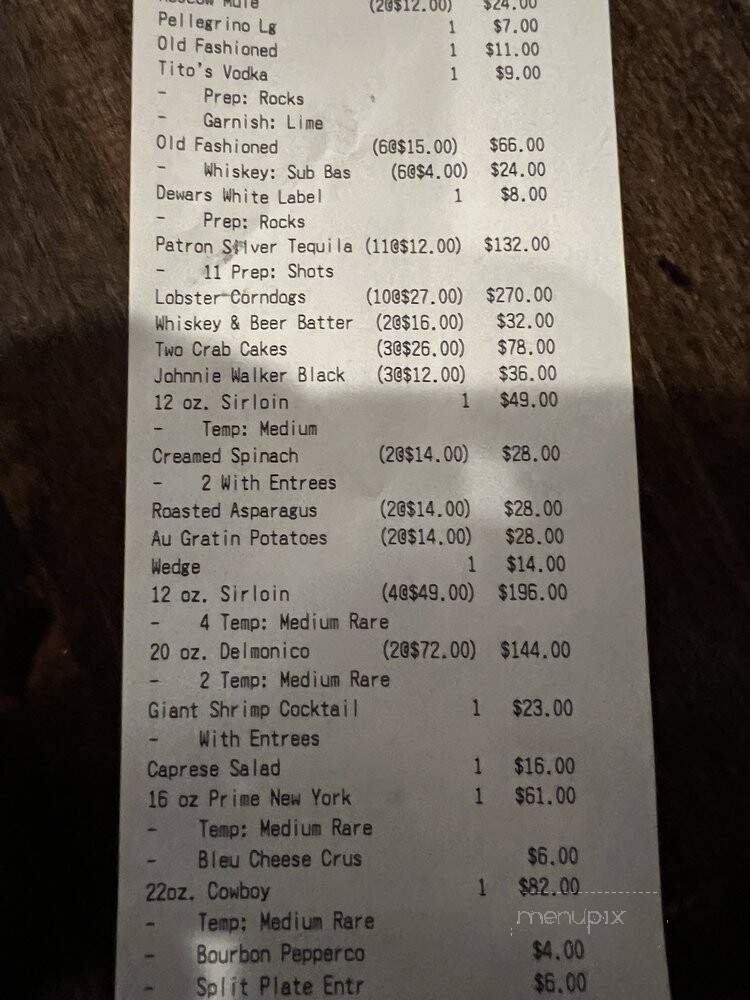 Moscow Mule (2@$12.00) $24.00
Pellegrino Lg 1 $7.00
Old Fashioned 1 $11.00
Tito's Vodka 1 $9.00
- Prep: Rocks
- Garnish: Lime
Old Fashioned (6@$15.00) $66.00
- Whiskey: Sub Bas (6@$4.00) $24.00
Dewars White Label 1 $8.00
- Prep: Rocks
Patron Silver Tequila (11@$12.00) $132.00
- 11 Prep: Shots
Lobster Corndogs (10@$27.00) $270.00
Whiskey & Beer Batter (2@$16.00) $32.00
Two Crab Cakes (3@$26.00) $78.00
Johnnie Walker Black (3@$12.00) $36.00
12 oz. Sirloin 1 $49.00
- Temp: Medium
Creamed Spinach (2@$14.00) $28.00
- 2 With Entrees
Roasted Asparagus (2@$14.00) $28.00
Au Gratin Potatoes (2@$14.00) $28.00
Wedge 1 $14.00
12 oz. Sirloin (4@$49.00) $196.00
- 4 Temp: Medium Rare
20 oz. Delmonico (2@$72.00) $144.00
- 2 Temp: Medium Rare
Giant Shrimp Cocktail 1 $23.00
- With Entrees
Caprese Salad 1 $16.00
16 oz Prime New York 1 $61.00
- Temp: Medium Rare
- Bleu Cheese Crus $6.00
22oz. Cowboy 1 $82.00
- Temp: Medium Rare
- Bourbon Pepperco $4.00
- Split Plate Entr $6.00
menupix